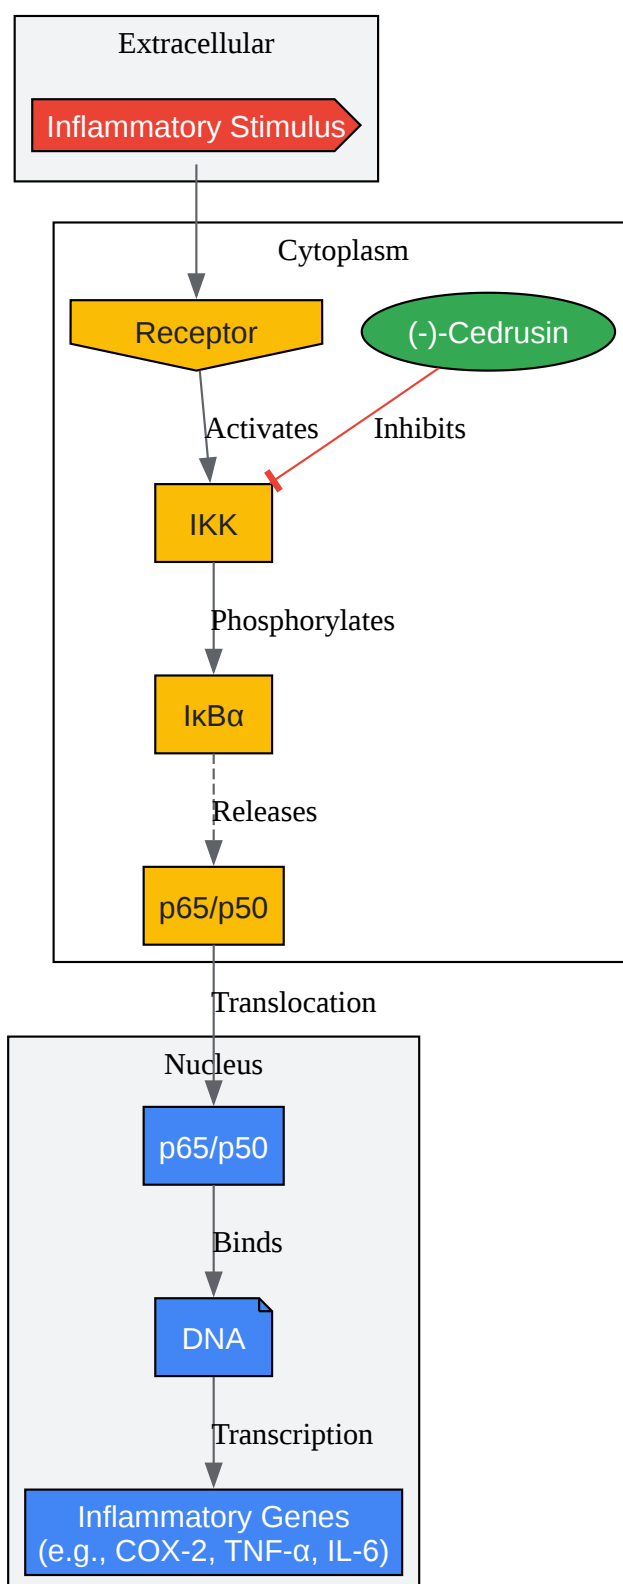 Extracellular
Inflammatory Stimulus
Cytoplasm
Receptor
(-)-Cedrusin
Activates
Inhibits
IKK
Phosphorylates
IκBα
Releases
p65/p50
Translocation
Nucleus
p65/p50
Binds
DNA
Transcription
Inflammatory Genes
(e.g., COX-2, TNF-α, IL-6)